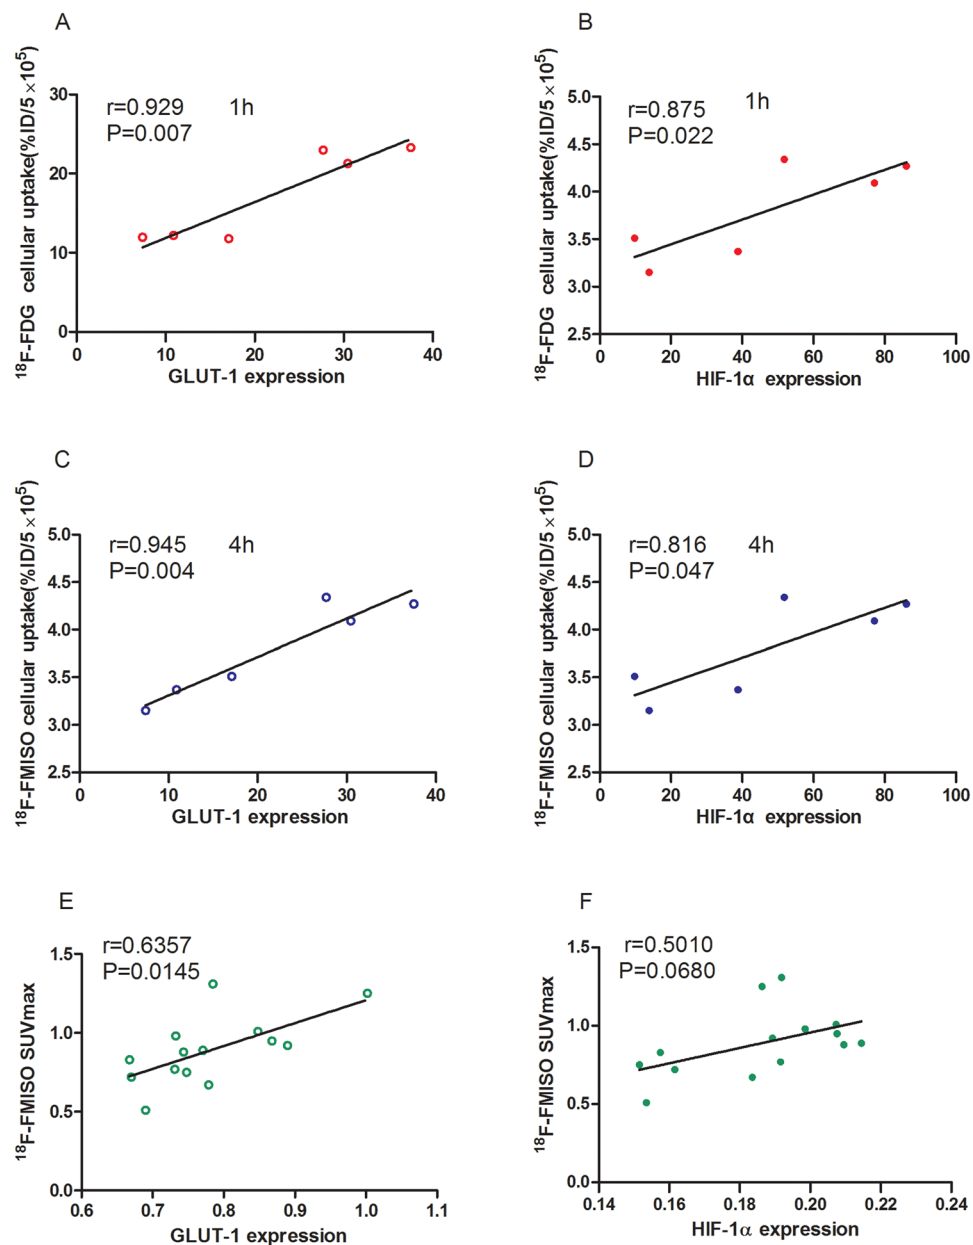 A
¹⁸F-FDG cellular uptake(%ID/5 ×10⁵)
r=0.929 1h
P=0.007
30
20
10
0
0 10 20 30 40
GLUT-1 expression
B
¹⁸F-FDG cellular uptake(%ID/5 ×10⁵)
r=0.875 1h
P=0.022
5.0
4.5
4.0
3.5
3.0
2.5
0 20 40 60 80 100
HIF-1α expression
C
¹⁸F-FMISO cellular uptake(%ID/5 ×10⁵)
r=0.945 4h
P=0.004
5.0
4.5
4.0
3.5
3.0
2.5
0 10 20 30 40
GLUT-1 expression
D
¹⁸F-FMISO cellular uptake(%ID/5 ×10⁵)
r=0.816 4h
P=0.047
5.0
4.5
4.0
3.5
3.0
2.5
0 20 40 60 80 100
HIF-1α expression
E
¹⁸F-FMISO SUVmax
r=0.6357
P=0.0145
1.5
1.0
0.5
0.0
0.6 0.7 0.8 0.9 1.0 1.1
GLUT-1 expression
F
¹⁸F-FMISO SUVmax
r=0.5010
P=0.0680
1.5
1.0
0.5
0.0
0.14 0.16 0.18 0.20 0.22 0.24
HIF-1α expression